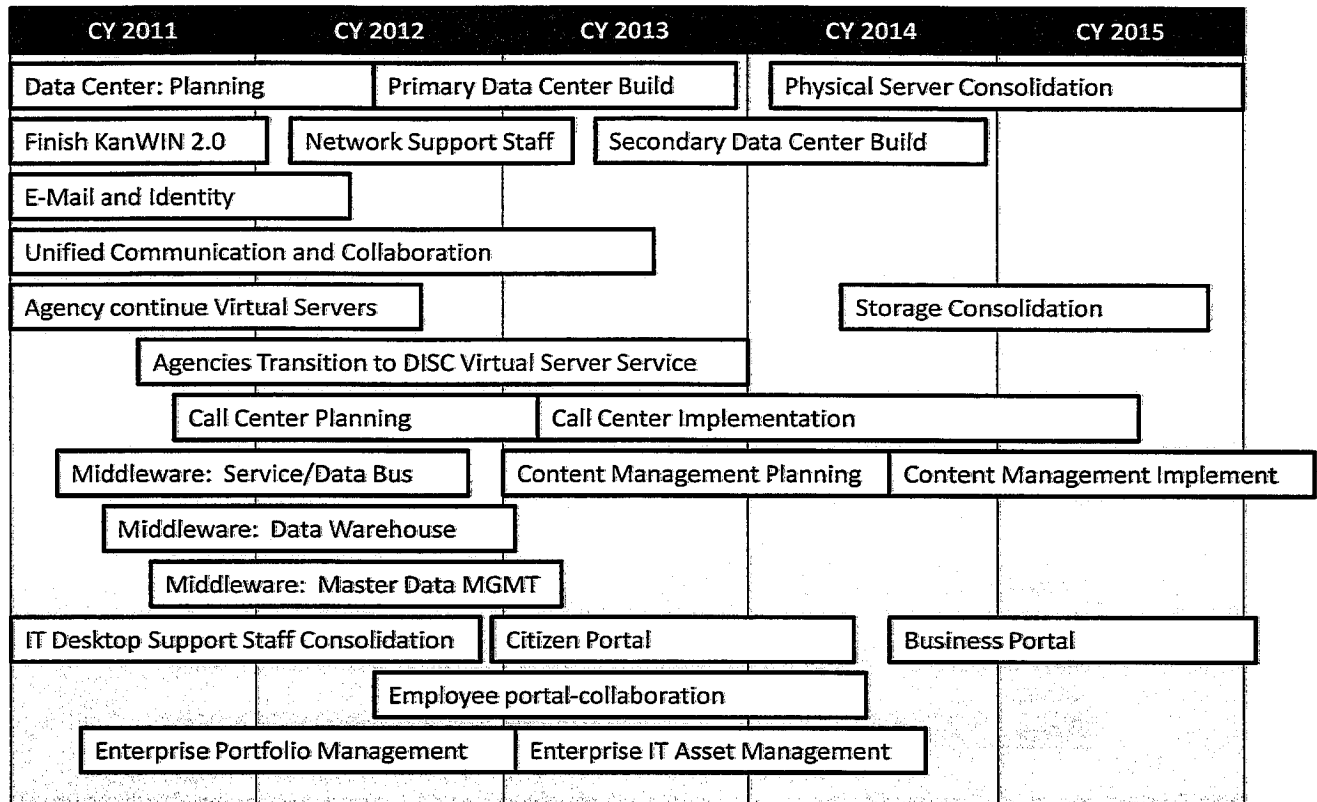 CY 2011 CY 2012 CY 2013 CY 2014 CY 2015
Data Center: Planning Primary Data Center Build Physical Server Consolidation
Finish KanWIN 2.0 Network Support Staff Secondary Data Center Build
E-Mail and Identity
Unified Communication and Collaboration
Agency continue Virtual Servers Storage Consolidation
Agencies Transition to DISC Virtual Server Service
Call Center Planning Call Center Implementation
Middleware: Service/Data Bus Content Management Planning Content Management Implement
Middleware: Data Warehouse
Middleware: Master Data MGMT
IT Desktop Support Staff Consolidation Citizen Portal Business Portal
Employee portal-collaboration
Enterprise Portfolio Management Enterprise IT Asset Management